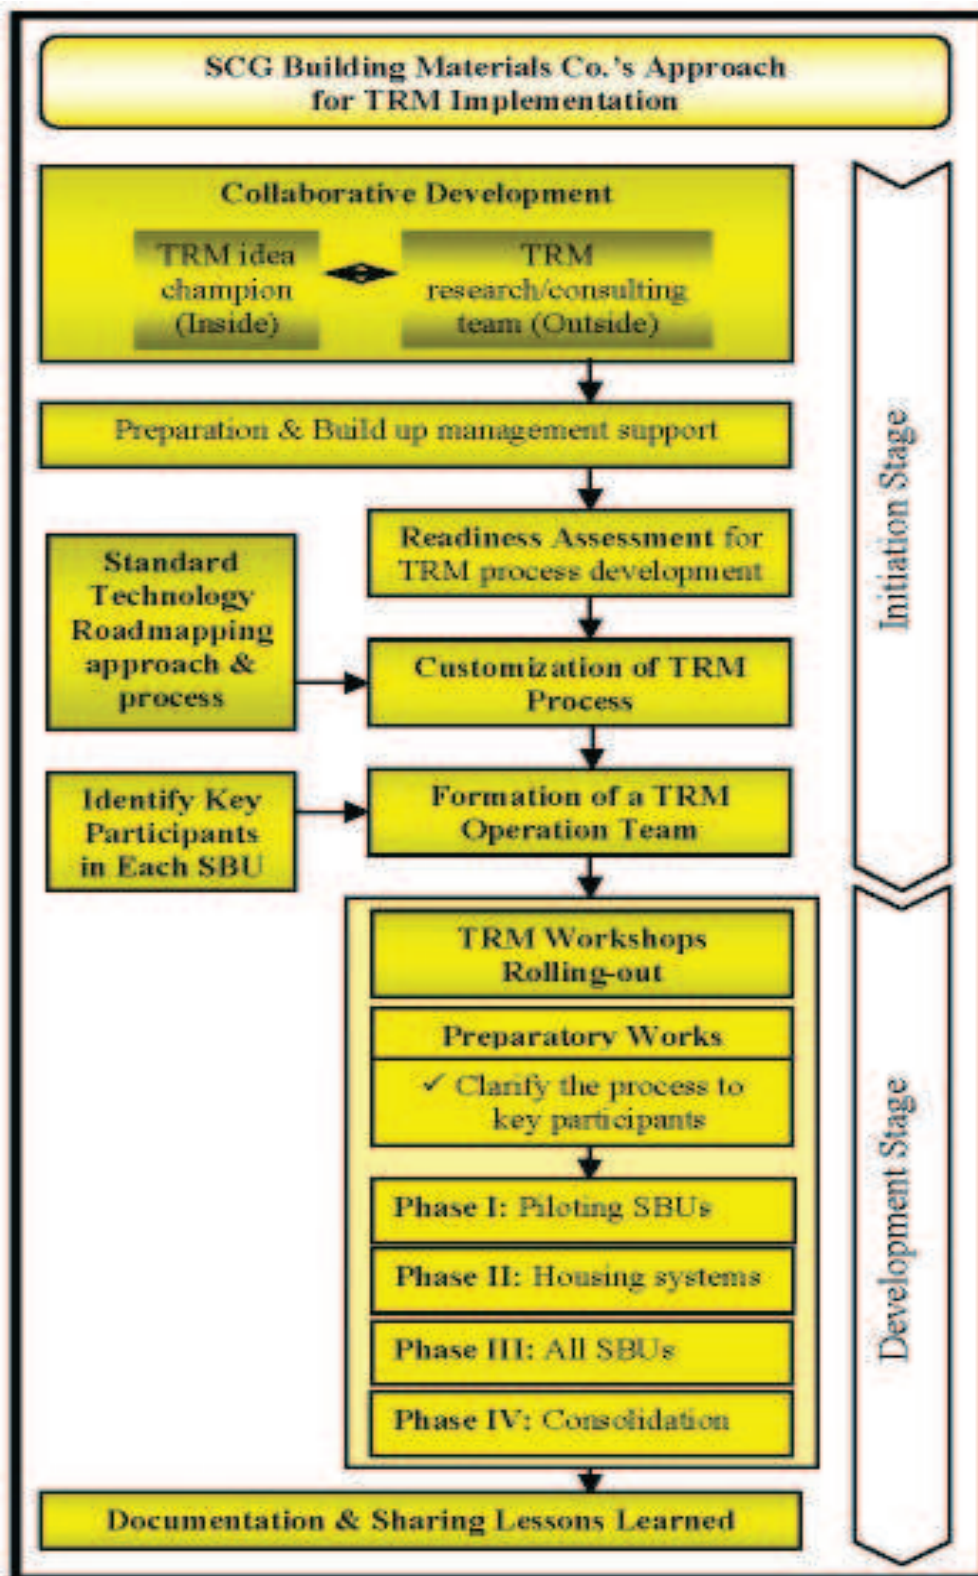 SCG Building Materials Co.'s Approach
for TRM Implementation
Collaborative Development
TRM idea
champion
(Inside)
TRM
research/consulting
team (Outside)
Preparation & Build up management support
Readiness Assessment for
TRM process development
Standard
Technology
Roadmapping
approach &
process
Customization of TRM
Process
Identify Key
Participants
in Each SBU
Formation of a TRM
Operation Team
Initiation Stage
TRM Workshops
Rolling-out
Preparatory Works
✓ Clarify the process to
key participants
Phase I: Piloting SBUs
Phase II: Housing systems
Phase III: All SBUs
Phase IV: Consolidation
Development Stage
Documentation & Sharing Lessons Learned